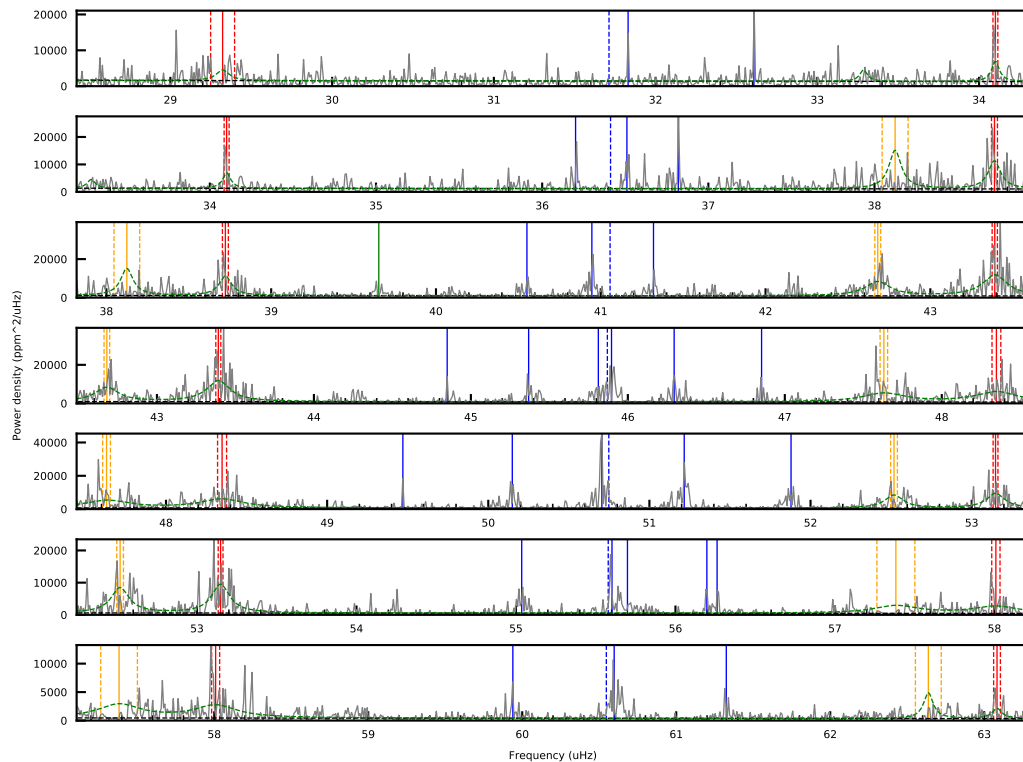 20000
10000
0
29 30 31 32 33 34
20000
10000
0
34 35 36 37 38
20000
0
38 39 40 41 42 43
Power density (ppm^2/uHz)
20000
0
43 44 45 46 47 48
40000
20000
0
48 49 50 51 52 53
20000
10000
0
53 54 55 56 57 58
10000
5000
0
58 59 60 61 62 63
Frequency (uHz)